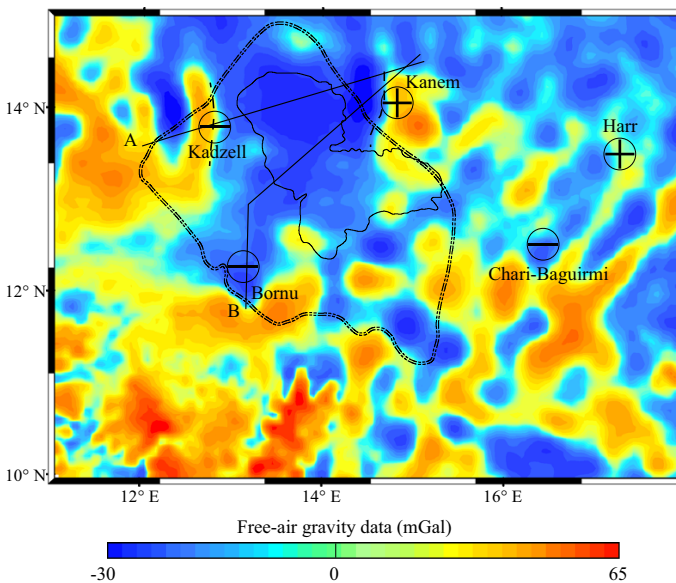 14° N
12° N
10° N
A
Kadzell
Kanem
Harr
Chari-Baguirmi
Bornu
B
12° E
14° E
16° E
Free-air gravity data (mGal)
-30
0
65